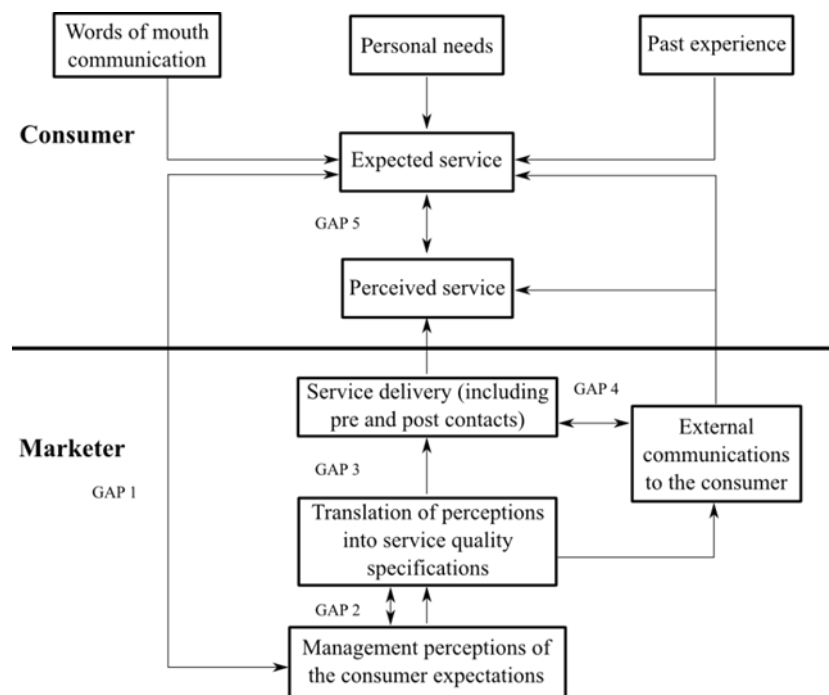 Words of mouth
communication
Personal needs
Past experience
Consumer
Expected service
GAP 5
Perceived service
Service delivery (including
pre and post contacts)
GAP 4
External
communications
to the consumer
Marketer
GAP 3
GAP 1
Translation of perceptions
into service quality
specifications
GAP 2
Management perceptions of
the consumer expectations